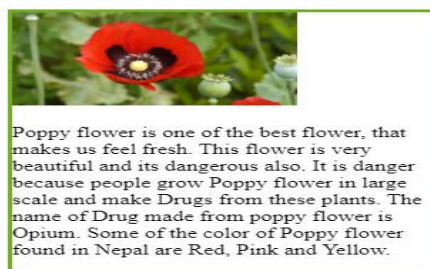 Poppy flower is one of the best flower, that
makes us feel fresh. This flower is very
beautiful and its dangerous also. It is danger
because people grow Poppy flower in large
scale and make Drugs from these plants. The
name of Drug made from poppy flower is
Opium. Some of the color of Poppy flower
found in Nepal are Red, Pink and Yellow.